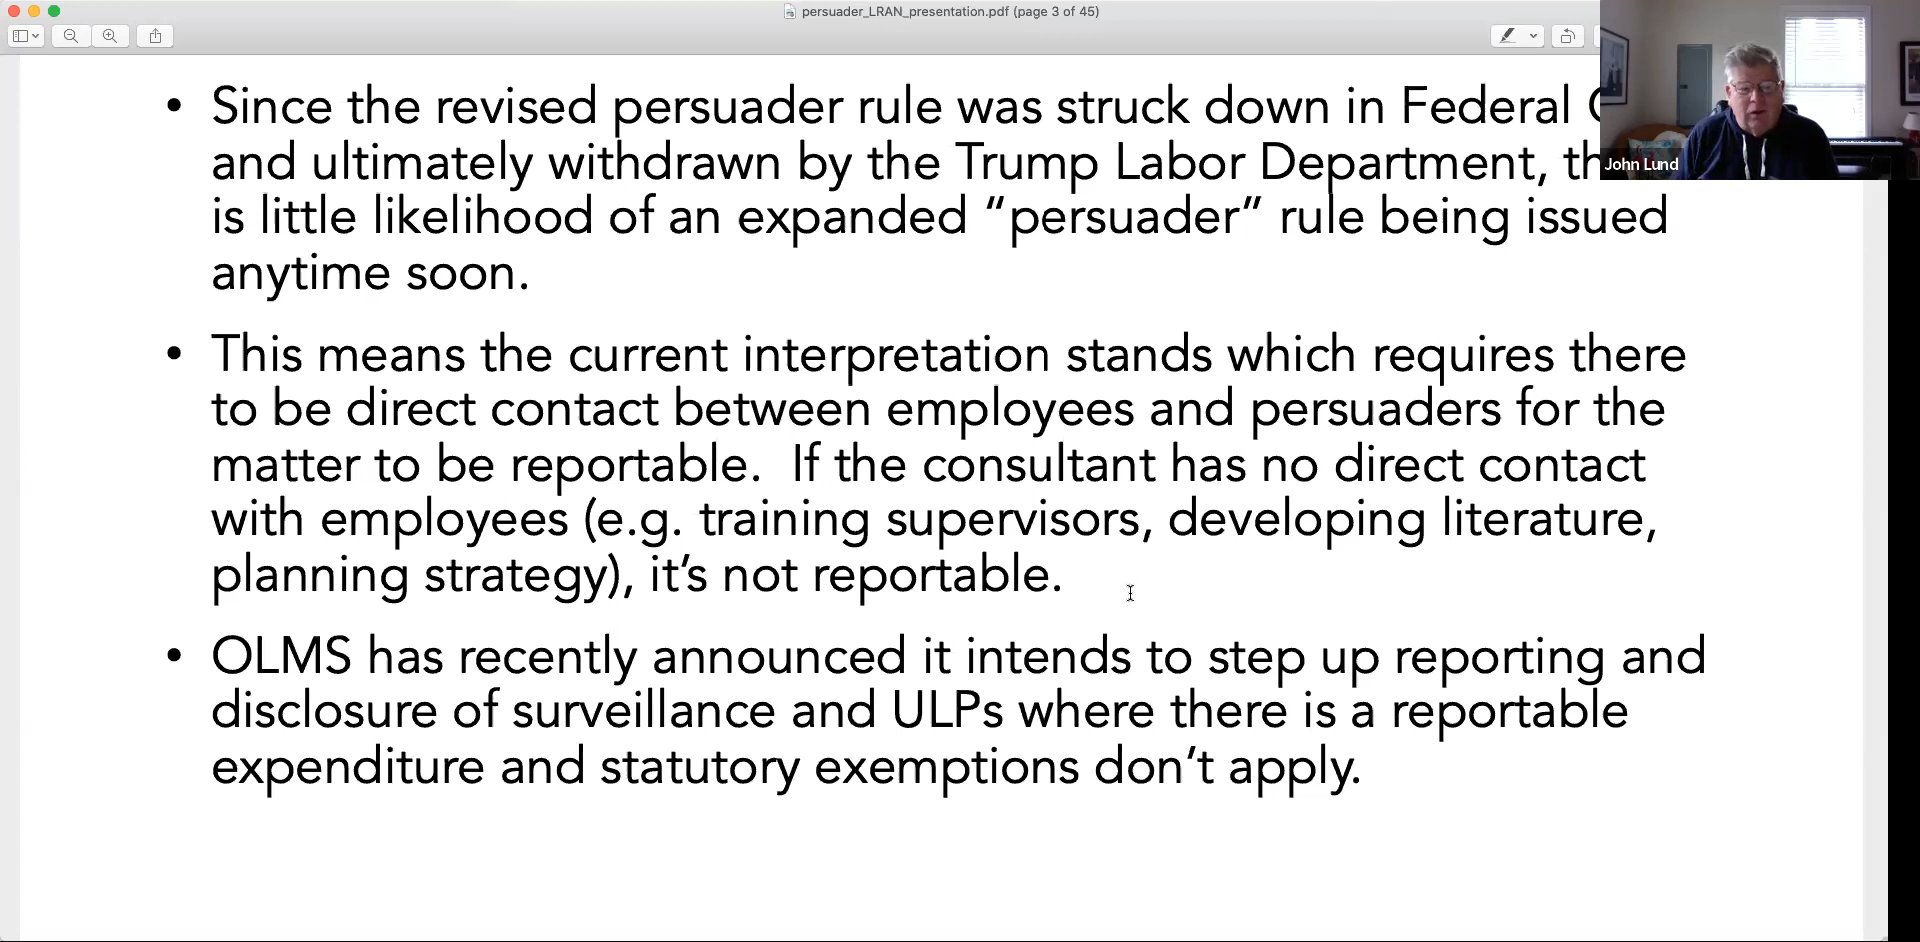 persuader_LRAN_presentation.pdf (page 3 of 45)
• Since the revised persuader rule was struck down in Federal
and ultimately withdrawn by the Trump Labor Department,
is little likelihood of an expanded “persuader” rule being issued
anytime soon.
• This means the current interpretation stands which requires there
to be direct contact between employees and persuaders for the
matter to be reportable.  If the consultant has no direct contact
with employees (e.g. training supervisors, developing literature,
planning strategy), it’s not reportable.
• OLMS has recently announced it intends to step up reporting and
disclosure of surveillance and ULPs where there is a reportable
expenditure and statutory exemptions don’t apply.
John Lund